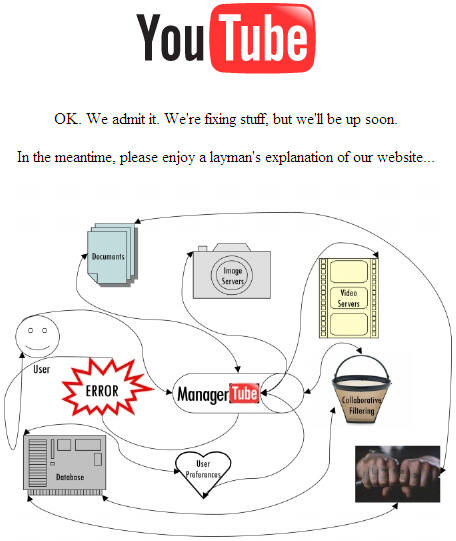 YouTube
OK. We admit it. We're fixing stuff, but we'll be up soon.
In the meantime, please enjoy a layman's explanation of our website...
Documents
Image
Servers
Video
Servers
User
ERROR
ManagerTube
Collaborative
Filtering
Database
User
Preferences